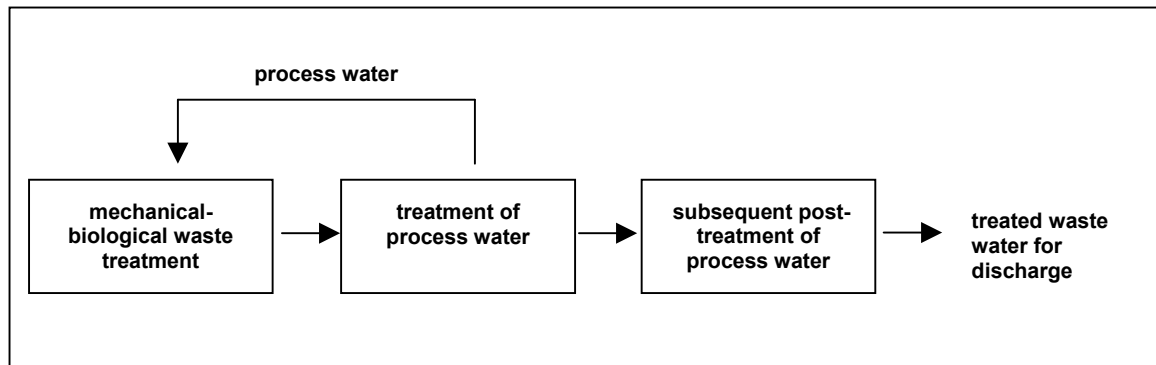 process water
mechanical-
biological waste
treatment
treatment of
process water
subsequent post-
treatment of
process water
treated waste
water for
discharge